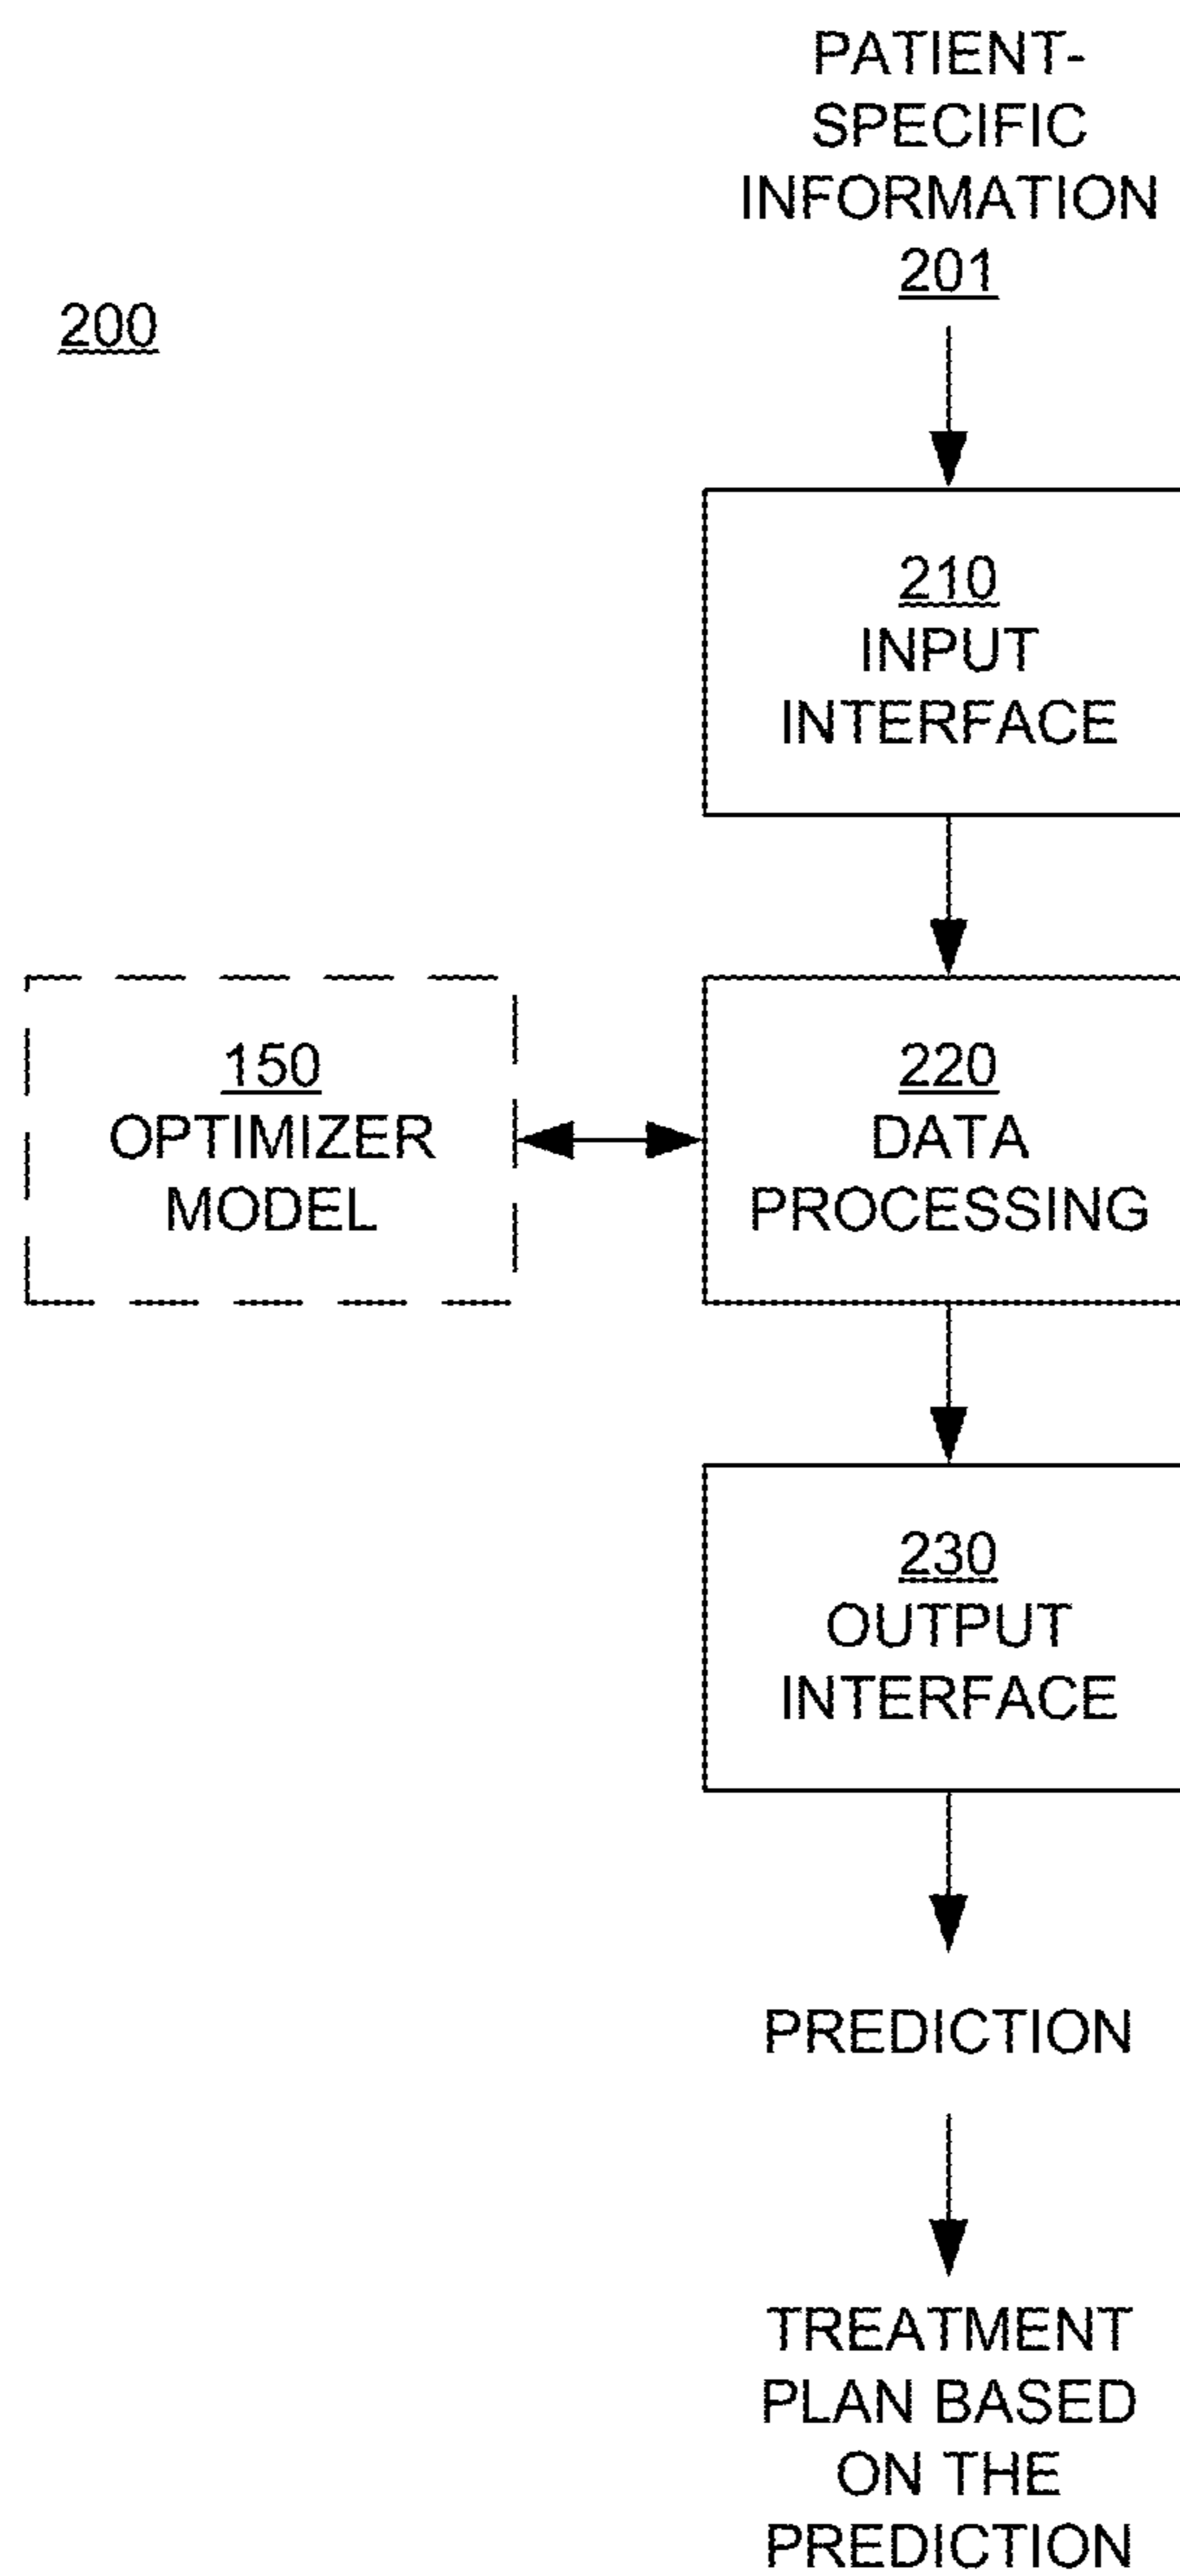 PATIENT-
SPECIFIC
INFORMATION
201
200
210
INPUT
INTERFACE
150
OPTIMIZER
MODEL
220
DATA
PROCESSING
230
OUTPUT
INTERFACE
PREDICTION
TREATMENT
PLAN BASED
ON THE
PREDICTION